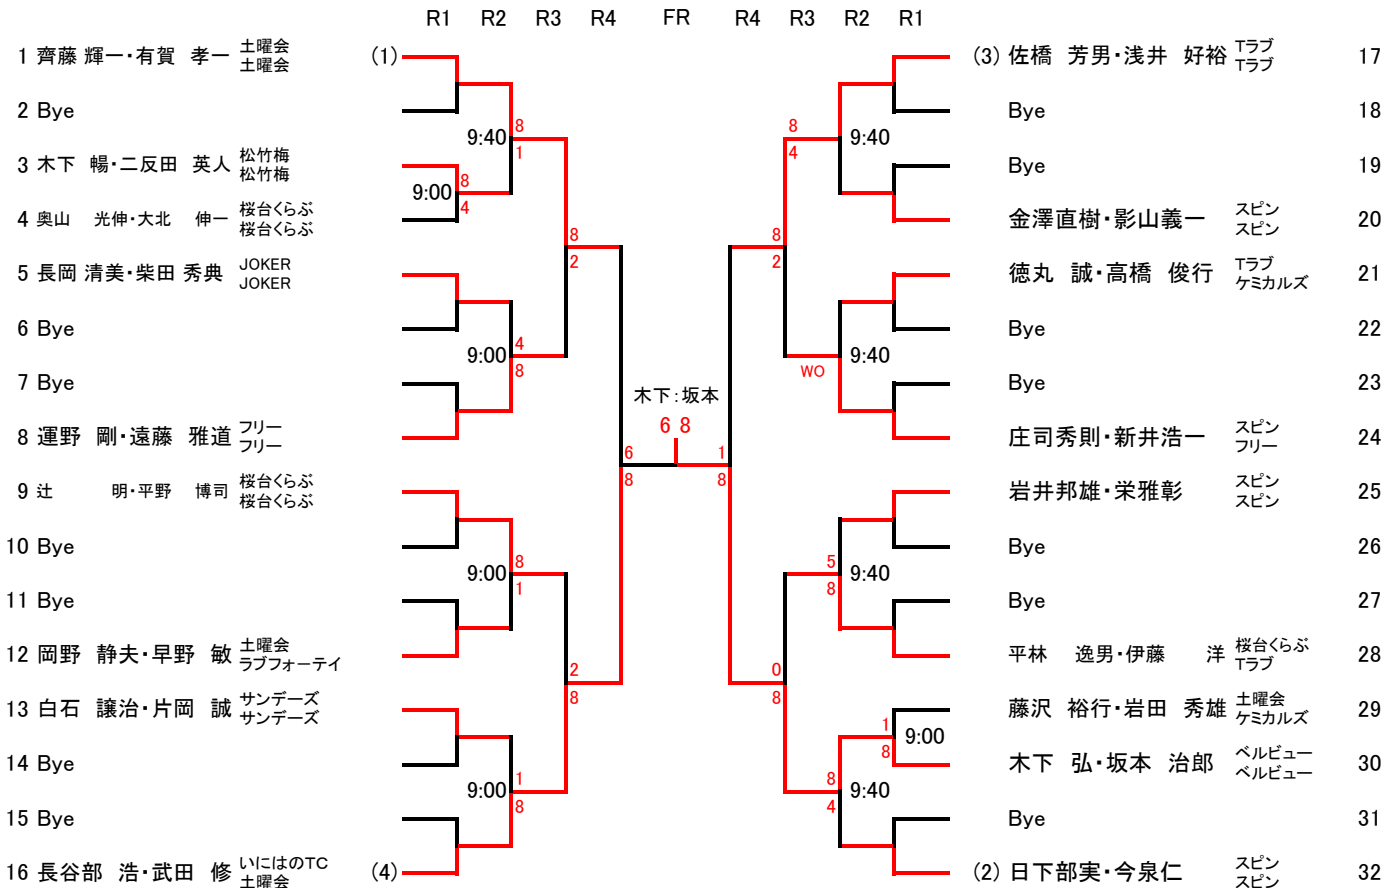 R1 R2 R3 R4 FR R4 R3 R2 R1
1 齊藤 輝一・有賀 孝一 土曜会 土曜会 (1)
2 Bye
9:40 8 1
3 木下 暢・二反田 英人 松竹梅 松竹梅
9:00 8 4
4 奥山 光伸・大北 伸一 桜台くらぶ 桜台くらぶ
8 2
5 長岡 清美・柴田 秀典 JOKER JOKER
6 Bye
9:00 4 8
7 Bye
8 運野 剛・遠藤 雅道 フリー フリー
6 8
9 辻 明・平野 博司 桜台くらぶ 桜台くらぶ
10 Bye
9:00 8 1
11 Bye
12 岡野 静夫・早野 敏 土曜会 ラブフォーテイ
2 8
13 白石 譲治・片岡 誠 サンデーズ サンデーズ
14 Bye
9:00 1 8
15 Bye
16 長谷部 浩・武田 修 いにはのTC 土曜会 (4)
木下:坂本
6 8
(3) 佐橋 芳男・浅井 好裕 Tラブ Tラブ 17
Bye 18
8 4 9:40
Bye 19
金澤直樹・影山義一 スピン スピン 20
8 2
徳丸 誠・高橋 俊行 Tラブ ケミカルズ 21
Bye 22
WO 9:40
Bye 23
庄司秀則・新井浩一 スピン フリー 24
1 8
岩井邦雄・栄雅彰 スピン スピン 25
Bye 26
5 8 9:40
Bye 27
平林 逸男・伊藤 洋 桜台くらぶ Tラブ 28
0 8
藤沢 裕行・岩田 秀雄 土曜会 ケミカルズ 29
1 8 9:00
木下 弘・坂本 治郎 ベルビュー ベルビュー 30
8 4 9:40
Bye 31
(2) 日下部実・今泉仁 スピン スピン 32